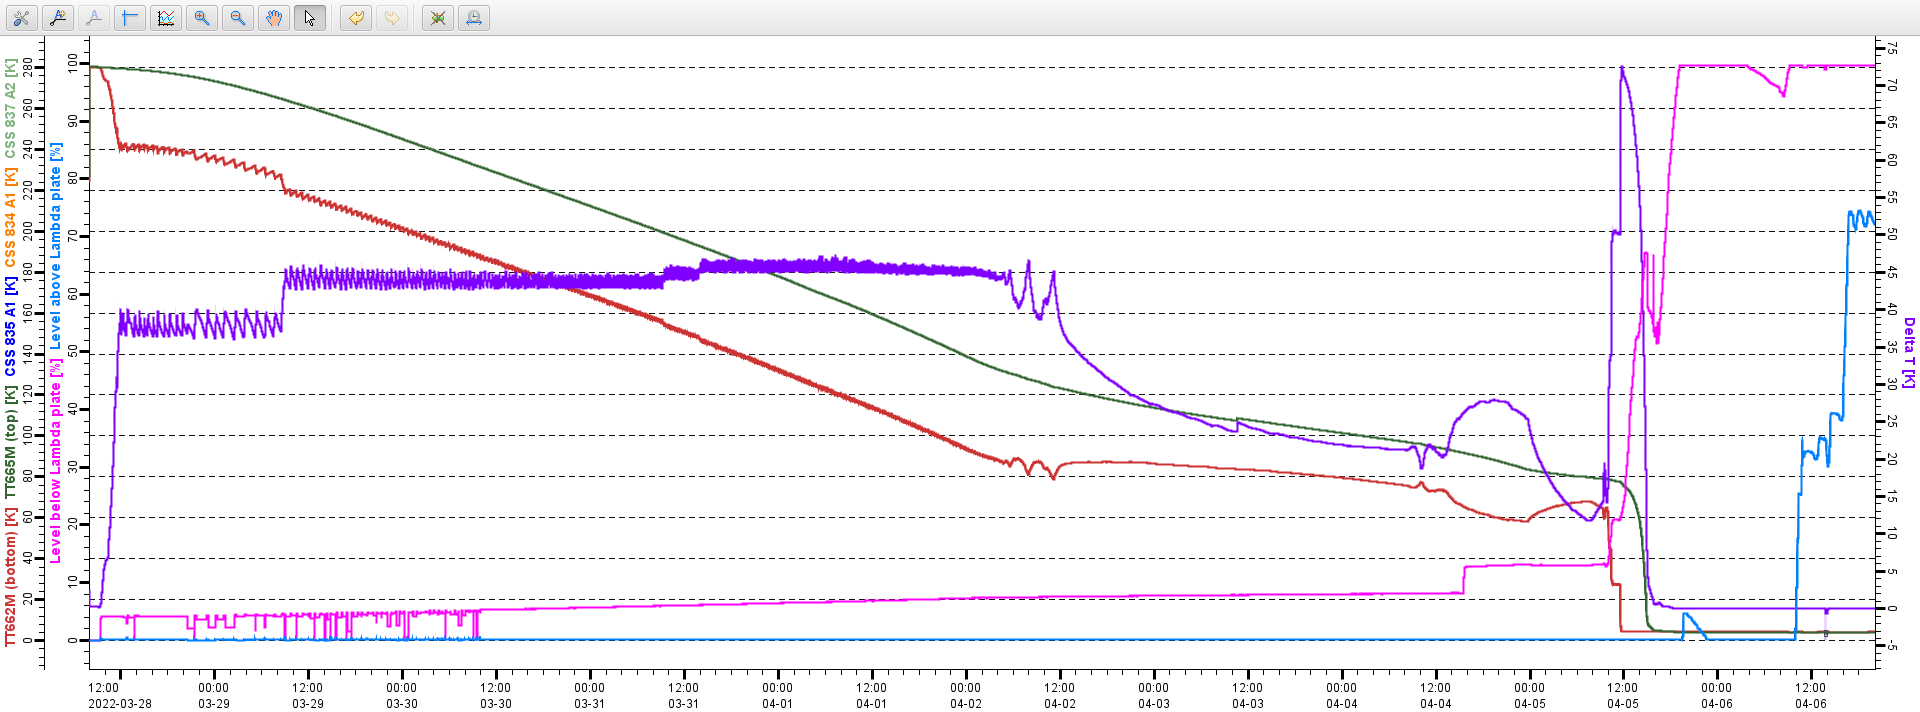 TT662M (bottom) [K] TT665M (top) [K] CSS 835 A1 [K] CSS 834 A1 [K] CSS 837 A2 [K]
0 20 40 60 80 100 120 140 160 180 200 220 240 260 280
Level below Lambda plate [%] Level above Lambda plate [%]
0 10 20 30 40 50 60 70 80 90 100
75
70
65
60
55
50
45
40
35
30
25
20
15
10
5
0
-5
Delta T [K]
12:00 00:00 12:00 00:00 12:00 00:00 12:00 00:00 12:00 00:00 12:00 00:00 12:00 00:00 12:00 00:00 12:00 00:00 12:00
2022-03-28 03-29 03-29 03-30 03-30 03-31 03-31 04-01 04-01 04-02 04-02 04-03 04-03 04-04 04-04 04-05 04-05 04-06 04-06